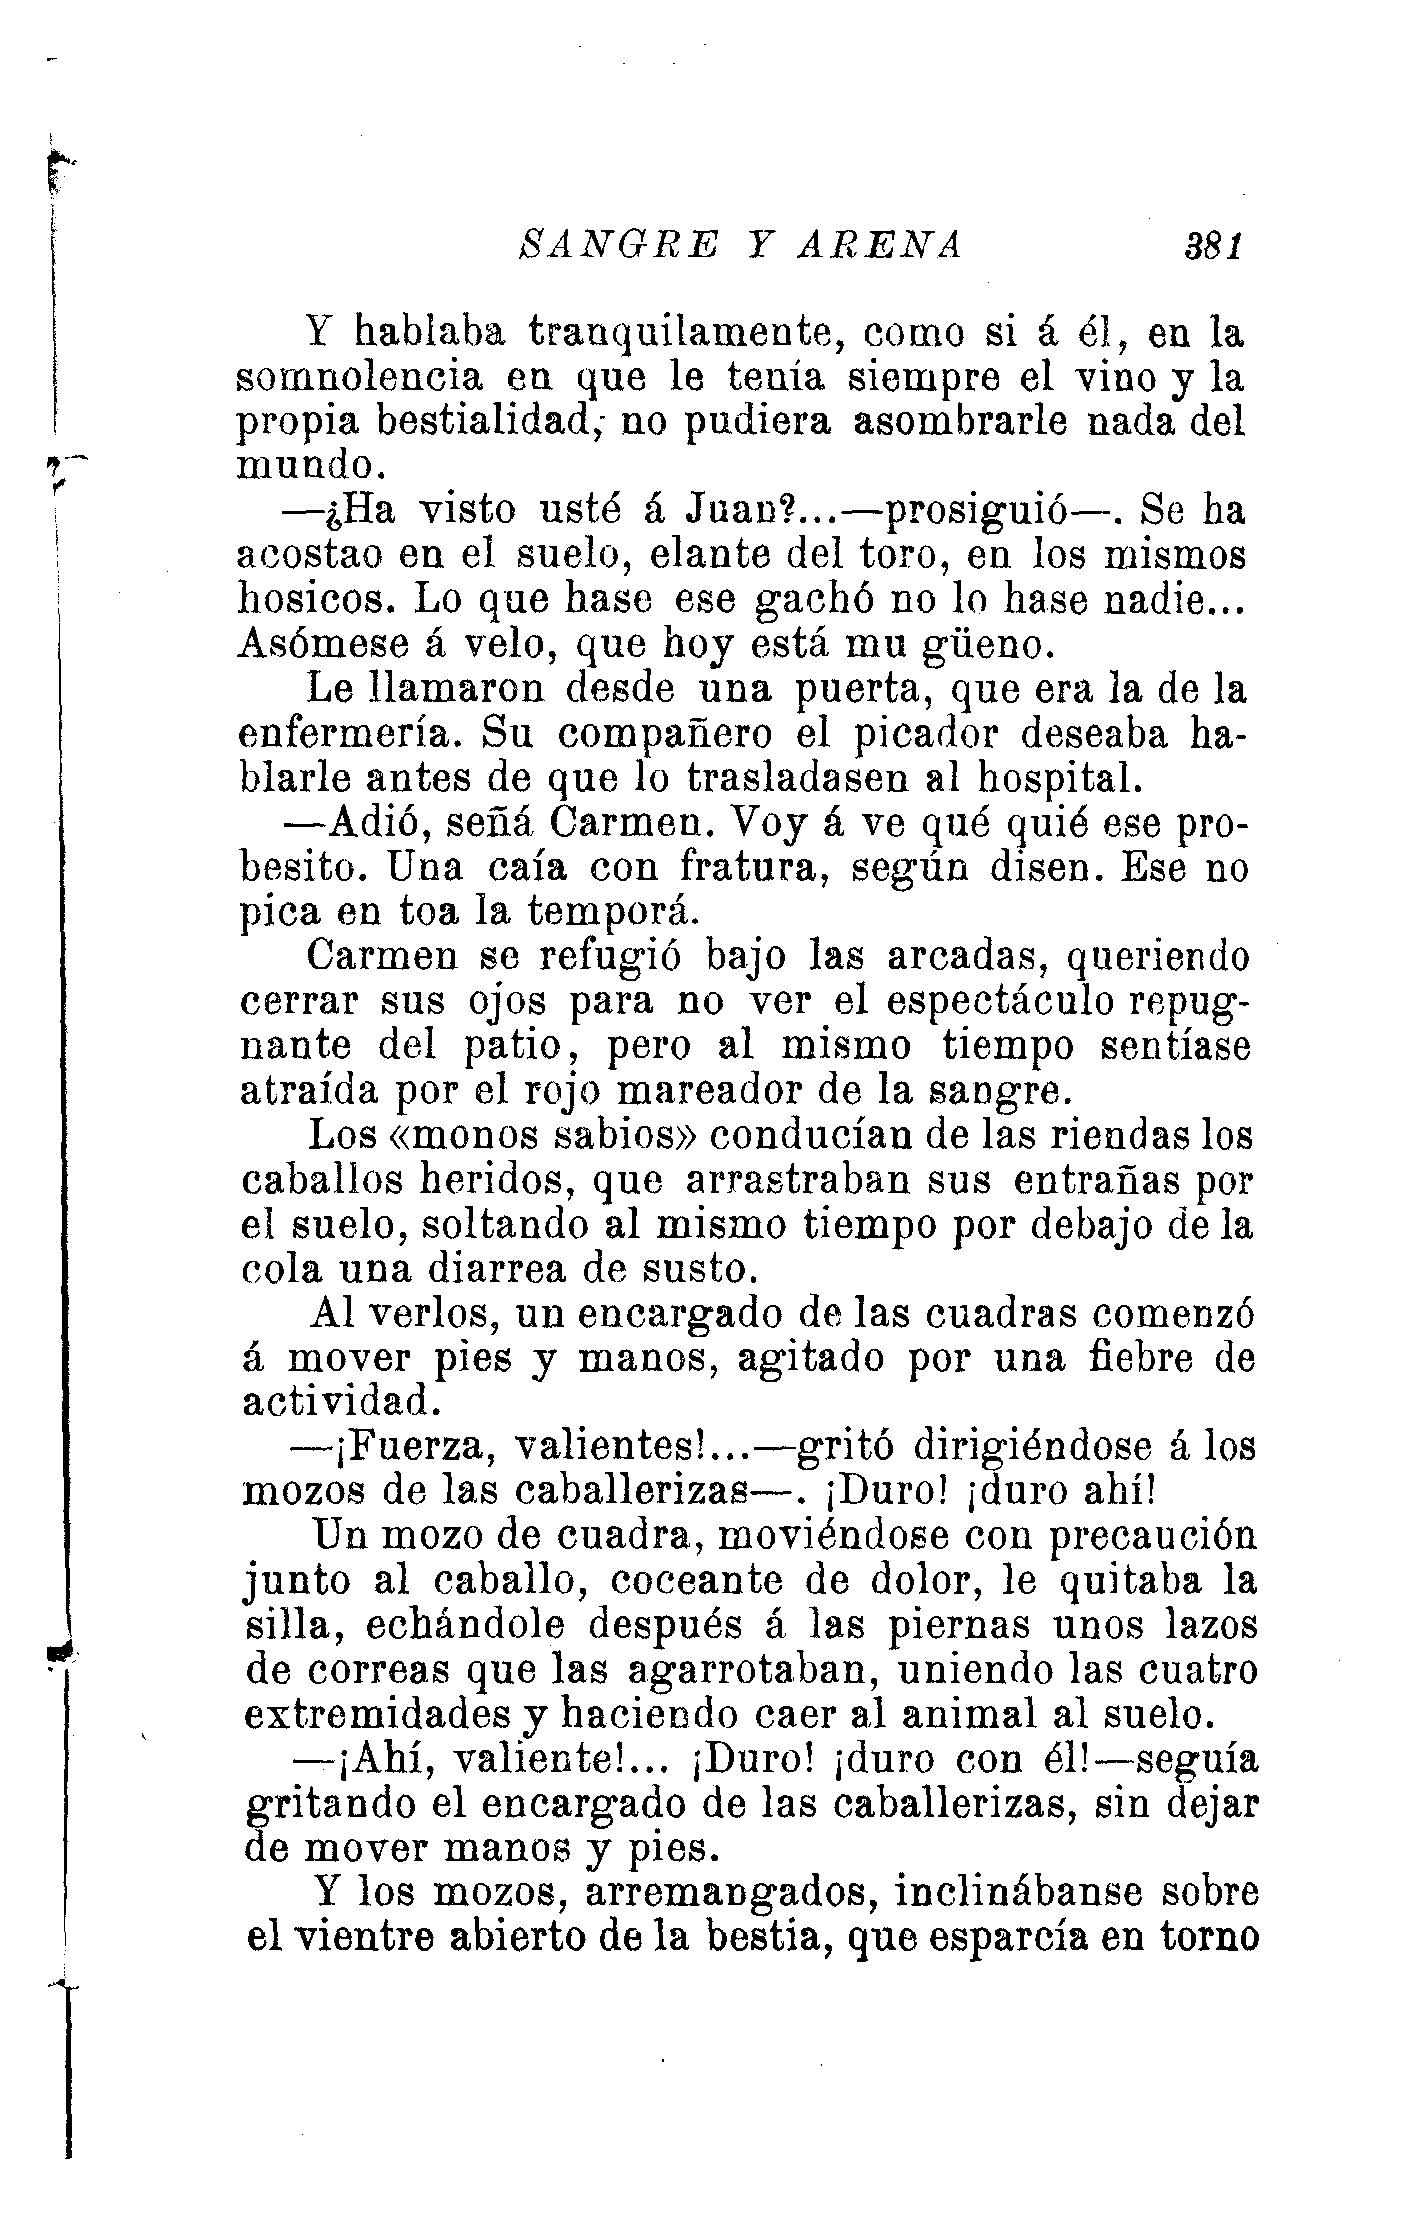 SANGRE Y ARENA 381
Y hablaba tranquilamente, como si á él, en la
somnolencia en que le tenía siempre el vino y la
propia bestialidad, no pudiera asombrarle nada del
mundo.
—¿Ha visto usté á Juan?...—prosiguió—. Se ha
acostao en el suelo, elante del toro, en los mismos
hosicos. Lo que hase ese gachó no lo hase nadie...
Asómese á velo, que hoy está mu güeno.
Le llamaron desde una puerta, que era la de la
enfermería. Su compañero el picador deseaba ha-
blarle antes de que lo trasladasen al hospital.
—Adió, señá Carmen. Voy á ve qué quié ese pro-
besito. Una caía con fratura, según disen. Ese no
pica en toa la temporá.
Carmen se refugió bajo las arcadas, queriendo
cerrar sus ojos para no ver el espectáculo repug-
nante del patio, pero al mismo tiempo sentíase
atraída por el rojo mareador de la sangre.
Los «monos sabios» conducían de las riendas los
caballos heridos, que arrastraban sus entrañas por
el suelo, soltando al mismo tiempo por debajo de la
cola una diarrea de susto.
Al verlos, un encargado de las cuadras comenzó
á mover pies y manos, agitado por una fiebre de
actividad.
—¡Fuerza, valientes!...—gritó dirigiéndose á los
mozos de las caballerizas—. ¡Duro! ¡duro ahí!
Un mozo de cuadra, moviéndose con precaución
junto al caballo, coceante de dolor, le quitaba la
silla, echándole después á las piernas unos lazos
de correas que las agarrotaban, uniendo las cuatro
extremidades y haciendo caer al animal al suelo.
—¡Ahí, valiente!... ¡Duro! ¡duro con él!—seguía
gritando el encargado de las caballerizas, sin dejar
de mover manos y pies.
Y los mozos, arremangados, inclinábanse sobre
el vientre abierto de la bestia, que esparcía en torno